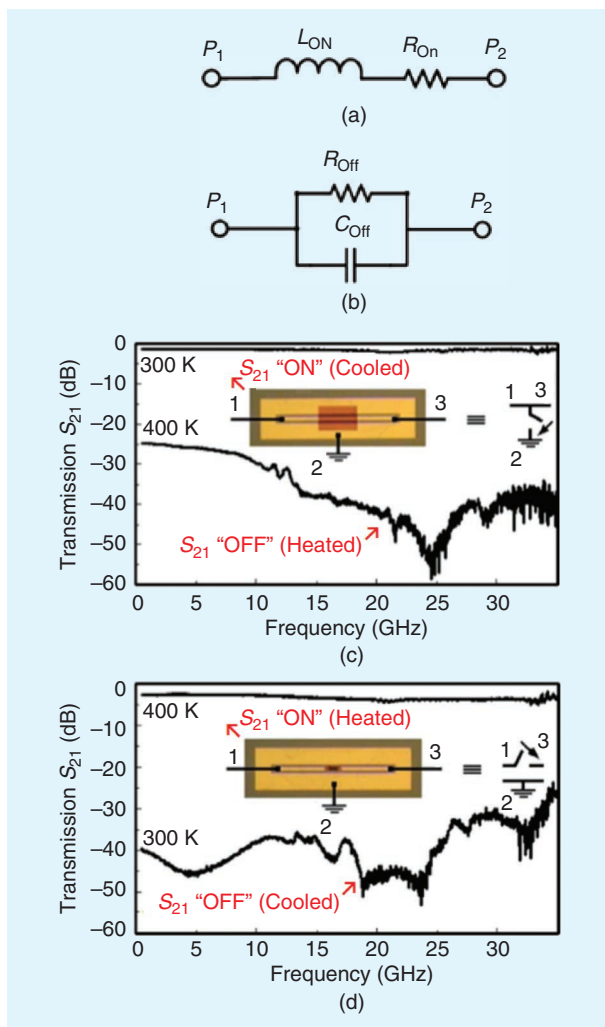 P1 LON ROn P2
(a)
ROff
P1 COff P2
(b)
0
–10
–20
–30
–40
–50
–60
Transmission S21 (dB)
300 K
S21 “ON” (Cooled)
1 3 ≡ 1 3
400 K
2 2
S21 “OFF” (Heated)
0 5 10 15 20 25 30
Frequency (GHz)
(c)
0
–10
–20
–30
–40
–50
–60
Transmission S21 (dB)
400 K
S21 “ON” (Heated)
1 3 ≡ 1 3
300 K
2 2
S21 “OFF” (Cooled)
0 5 10 15 20 25 30
Frequency (GHz)
(d)